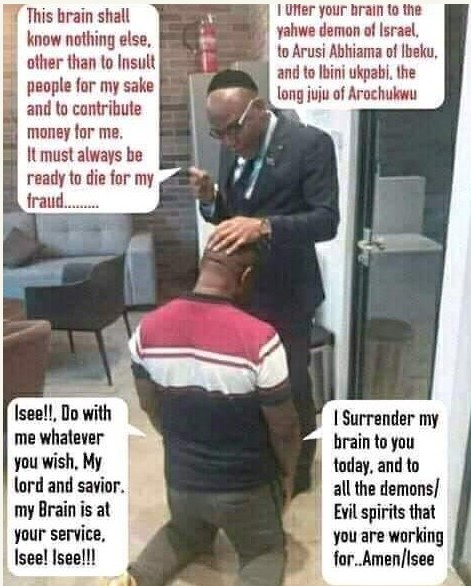 This brain shall
know nothing else,
other than to Insult
people for my sake
and to contribute
money for me.
It must always be
ready to die for my
fraud.........
I Offer your brain to the
yahwe demon of Israel,
to Arusi Abhiama of Ibeku,
and to Ibini ukpabi, the
long juju of Arochukwu
Isee!!, Do with
me whatever
you wish, My
lord and savior.
my Brain is at
your service,
Isee! Isee!!!
I Surrender my
brain to you
today, and to
all the demons/
Evil spirits that
you are working
for..Amen/Isee